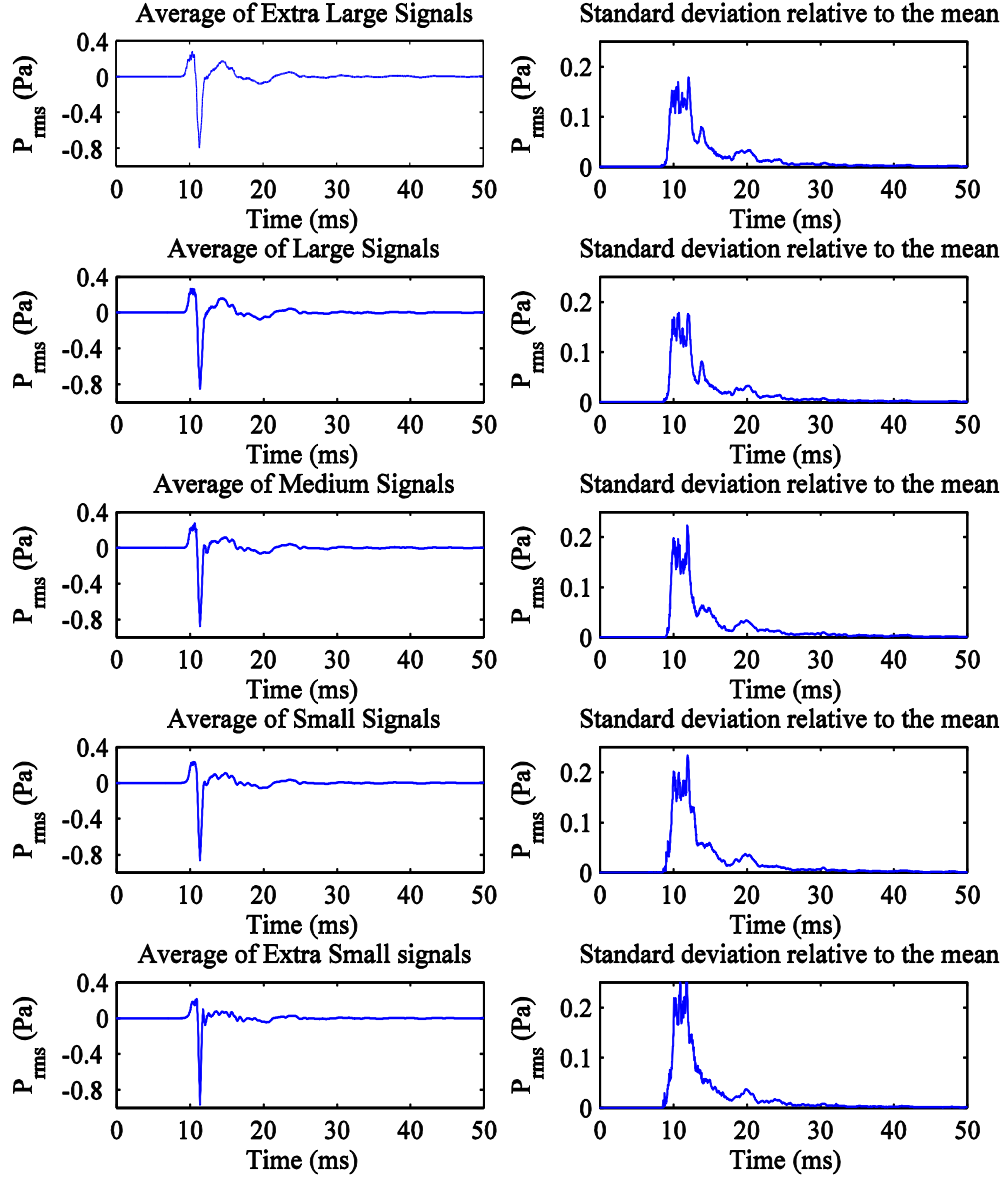 Average of Extra Large Signals
P rms (Pa)
0.4
0
-0.4
-0.8
0 10 20 30 40 50
Time (ms)
Standard deviation relative to the mean
P rms (Pa)
0.2
0.1
0
0 10 20 30 40 50
Time (ms)
Average of Large Signals
P rms (Pa)
0.4
0
-0.4
-0.8
0 10 20 30 40 50
Time (ms)
Standard deviation relative to the mean
P rms (Pa)
0.2
0.1
0
0 10 20 30 40 50
Time (ms)
Average of Medium Signals
P rms (Pa)
0.4
0
-0.4
-0.8
0 10 20 30 40 50
Time (ms)
Standard deviation relative to the mean
P rms (Pa)
0.2
0.1
0
0 10 20 30 40 50
Time (ms)
Average of Small Signals
P rms (Pa)
0.4
0
-0.4
-0.8
0 10 20 30 40 50
Time (ms)
Standard deviation relative to the mean
P rms (Pa)
0.2
0.1
0
0 10 20 30 40 50
Time (ms)
Average of Extra Small signals
P rms (Pa)
0.4
0
-0.4
-0.8
0 10 20 30 40 50
Time (ms)
Standard deviation relative to the mean
P rms (Pa)
0.2
0.1
0
0 10 20 30 40 50
Time (ms)